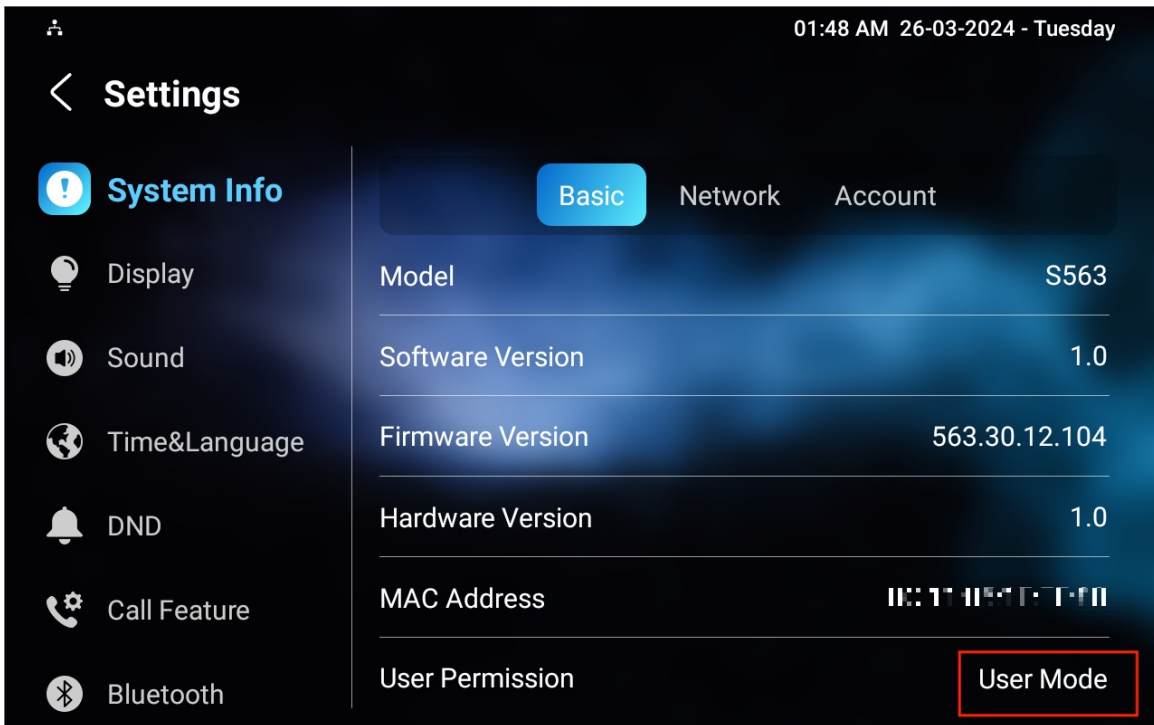 01:48 AM 26-03-2024 - Tuesday
Settings
System Info
Display
Sound
Time&Language
DND
Call Feature
Bluetooth
Basic Network Account
Model S563
Software Version 1.0
Firmware Version 563.30.12.104
Hardware Version 1.0
MAC Address
User Permission User Mode